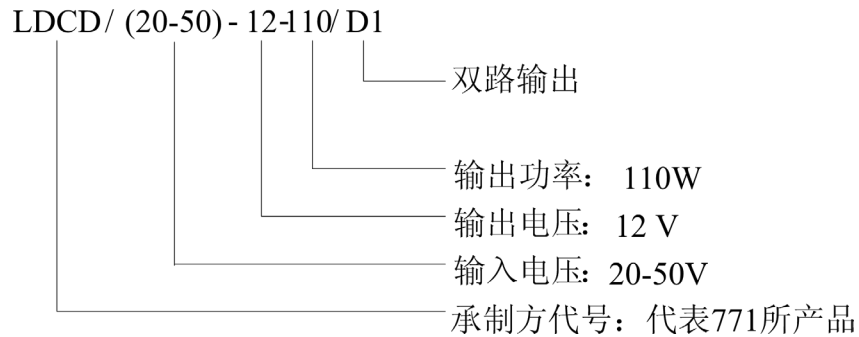 LDCD/(20-50)-12-110/D1
双路输出
输出功率：110W
输出电压：12 V
输入电压：20-50V
承制方代号：代表771所产品